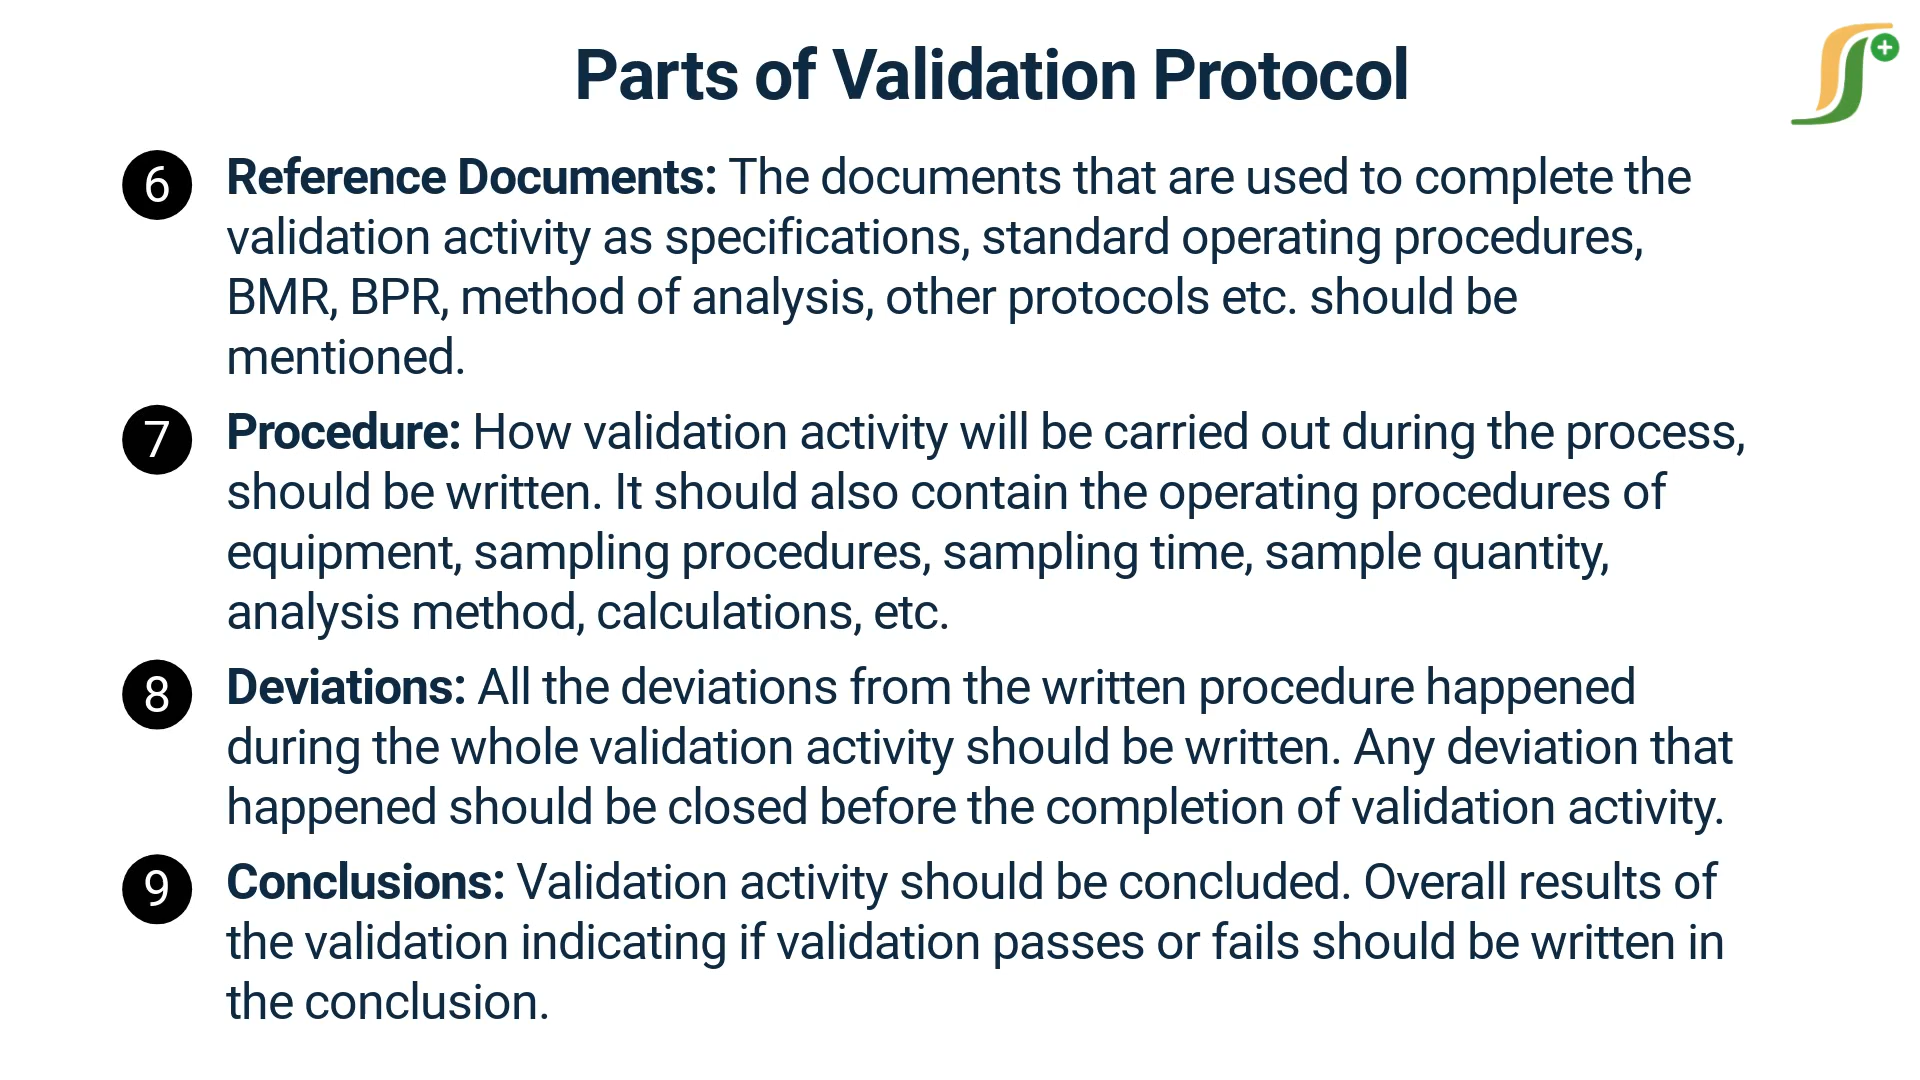 Parts of Validation Protocol
6 Reference Documents: The documents that are used to complete the
validation activity as specifications, standard operating procedures,
BMR, BPR, method of analysis, other protocols etc. should be
mentioned.
7 Procedure: How validation activity will be carried out during the process,
should be written. It should also contain the operating procedures of
equipment, sampling procedures, sampling time, sample quantity,
analysis method, calculations, etc.
8 Deviations: All the deviations from the written procedure happened
during the whole validation activity should be written. Any deviation that
happened should be closed before the completion of validation activity.
9 Conclusions: Validation activity should be concluded. Overall results of
the validation indicating if validation passes or fails should be written in
the conclusion.